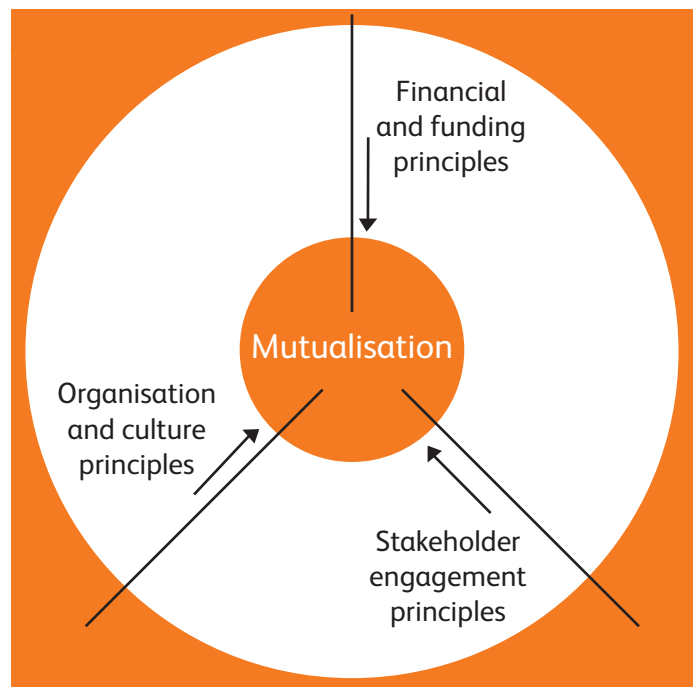 Financial
and funding
principles
Mutualisation
Organisation
and culture
principles
Stakeholder
engagement
principles